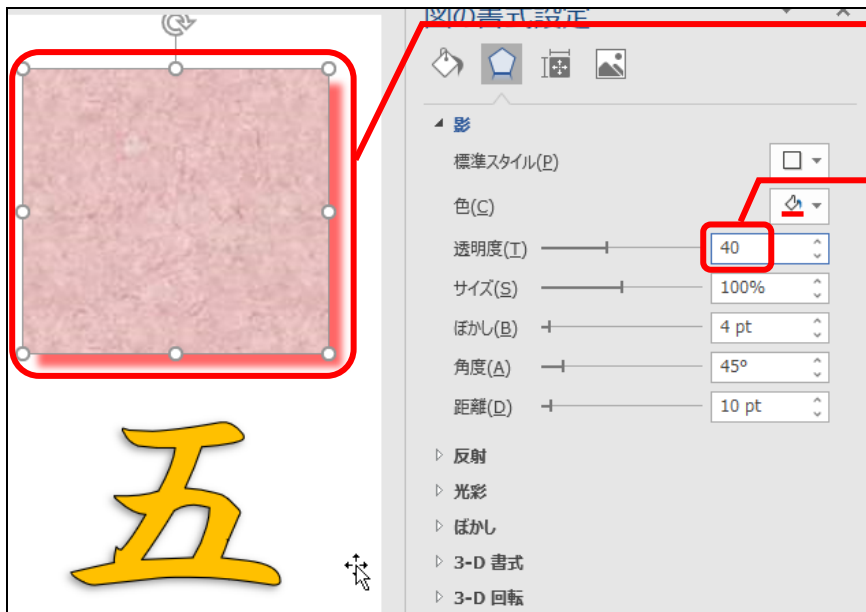 図の書式設定
影
標準スタイル(P)
色(C)
透明度(T) 40
サイズ(S) 100%
ぼかし(B) 4 pt
角度(A) 45°
距離(D) 10 pt
反射
光彩
ぼかし
3-D 書式
3-D 回転
五